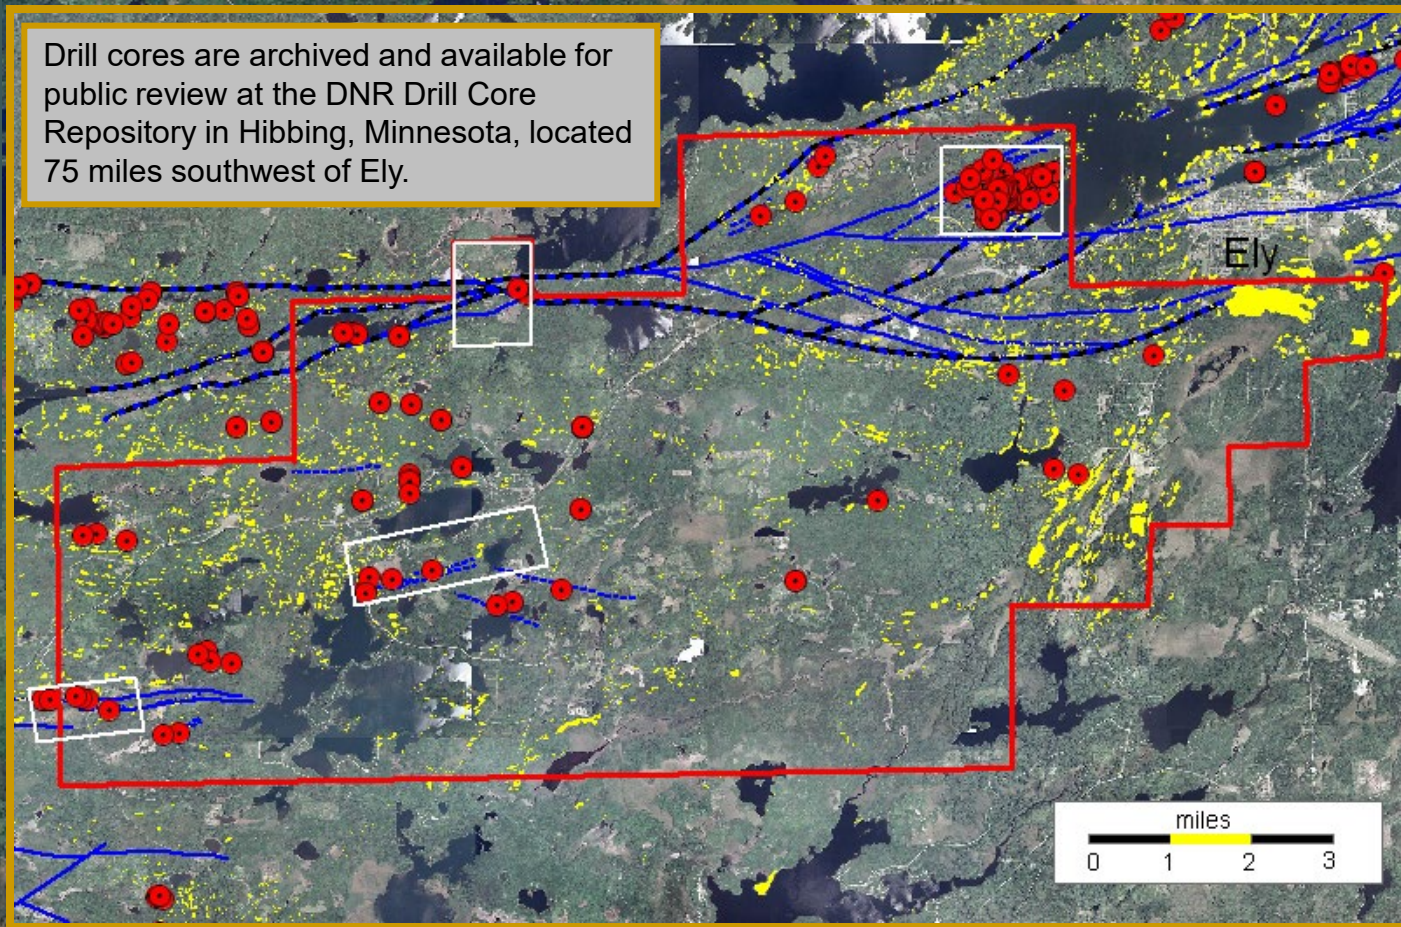 Drill cores are archived and available for
public review at the DNR Drill Core
Repository in Hibbing, Minnesota, located
75 miles southwest of Ely.
Ely
miles
0 1 2 3